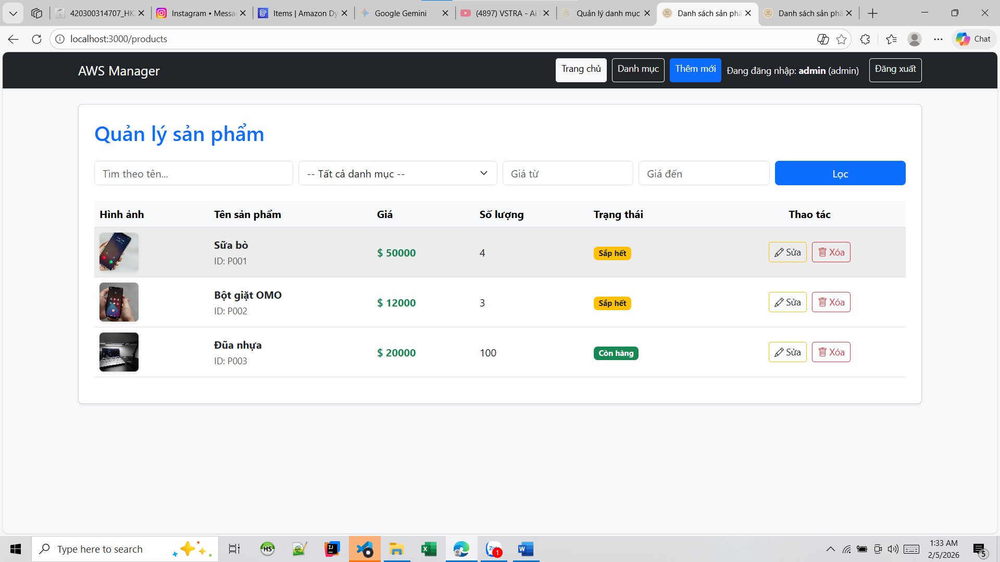 420300314707_HK
Instagram • Messa
Items | Amazon Dy
Google Gemini
(4897) VSTRA - Ai
Quản lý danh mục
Danh sách sản phẩ
Danh sách sản phẩ
localhost:3000/products
Chat
AWS Manager
Trang chủ
Danh mục
Thêm mới
Đang đăng nhập: admin (admin)
Đăng xuất
Quản lý sản phẩm
Tìm theo tên...
-- Tất cả danh mục --
Giá từ
Giá đến
Lọc
Hình ảnh Tên sản phẩm Giá Số lượng Trạng thái Thao tác
Sữa bò
ID: P001
$ 50000
4
Sắp hết
Sửa
Xóa
Bột giặt OMO
ID: P002
$ 12000
3
Sắp hết
Sửa
Xóa
Đũa nhựa
ID: P003
$ 20000
100
Còn hàng
Sửa
Xóa
Type here to search
HS
IJ
1
W
1:33 AM
2/5/2026
5